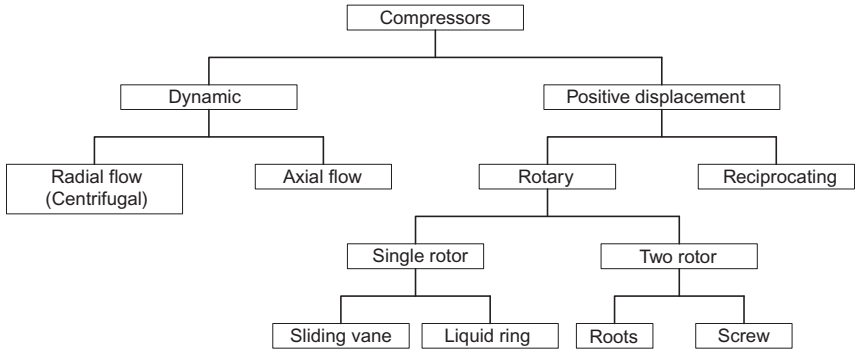 Compressors
Dynamic
Positive displacement
Radial flow
(Centrifugal)
Axial flow
Rotary
Reciprocating
Single rotor
Two rotor
Sliding vane
Liquid ring
Roots
Screw